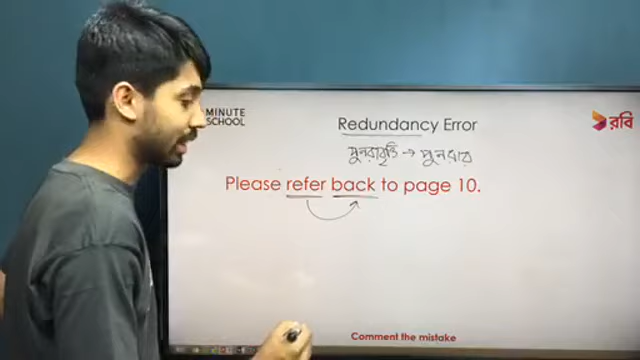 MINUTE
SCHOOL
Redundancy Error
রবি
পুনরাবৃত্তি → পুনরায়
Please refer back to page 10.
Comment the mistake